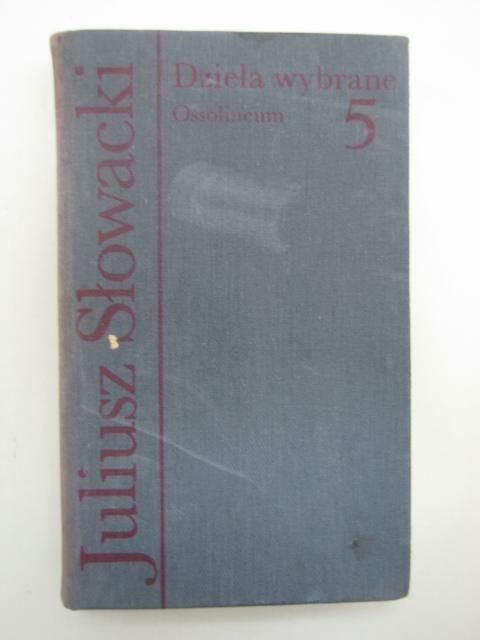 Juliusz Słowacki
Dzieła wybrane
Ossolineum
5